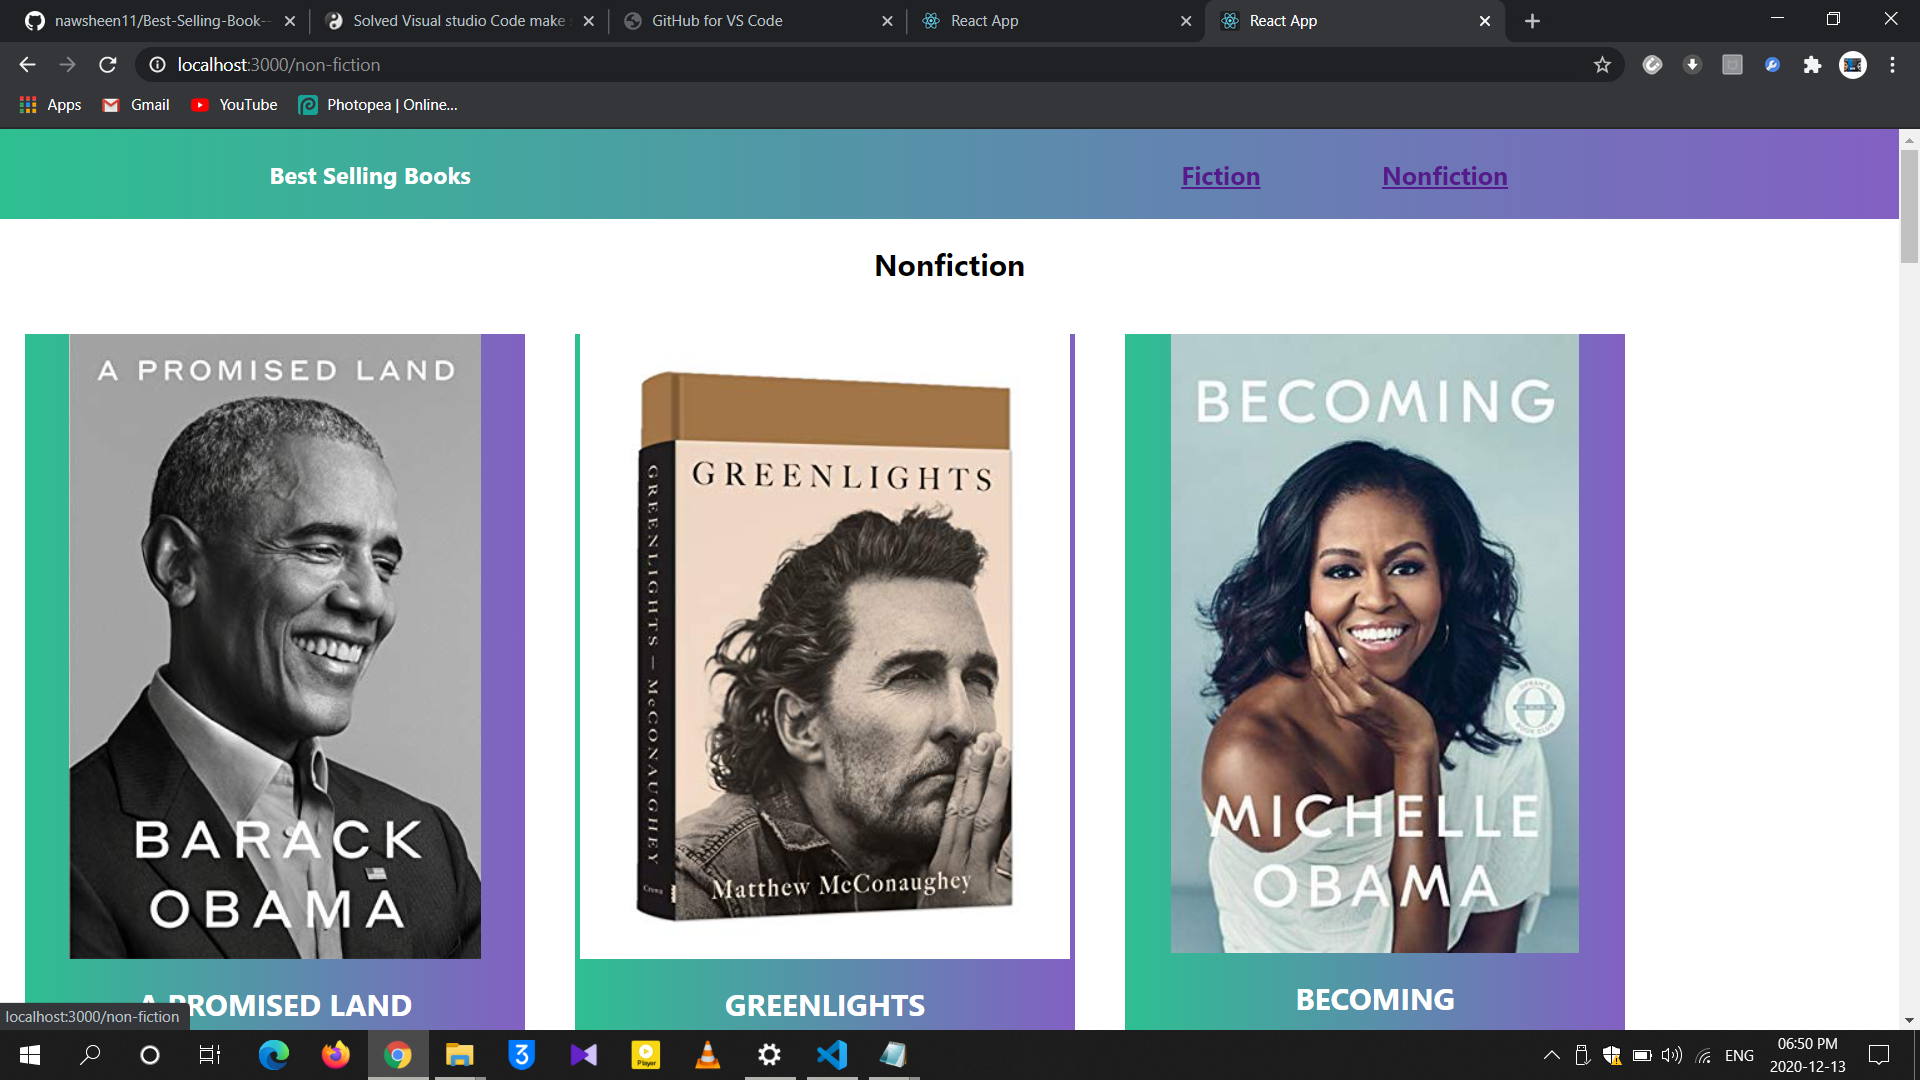 nawsheen11/Best-Selling-Book-
Solved Visual studio Code make
GitHub for VS Code
React App
React App
localhost:3000/non-fiction
Apps
Gmail
YouTube
Photopea | Online...
Best Selling Books
Fiction
Nonfiction
Nonfiction
A PROMISED LAND
BARACK
OBAMA
GREENLIGHTS
GREENLIGHTS — McCONAUGHEY
Crown
Matthew McConaughey
BECOMING
MICHELLE
OBAMA
A PROMISED LAND
GREENLIGHTS
BECOMING
localhost:3000/non-fiction
3
Player
ENG
06:50 PM
2020-12-13